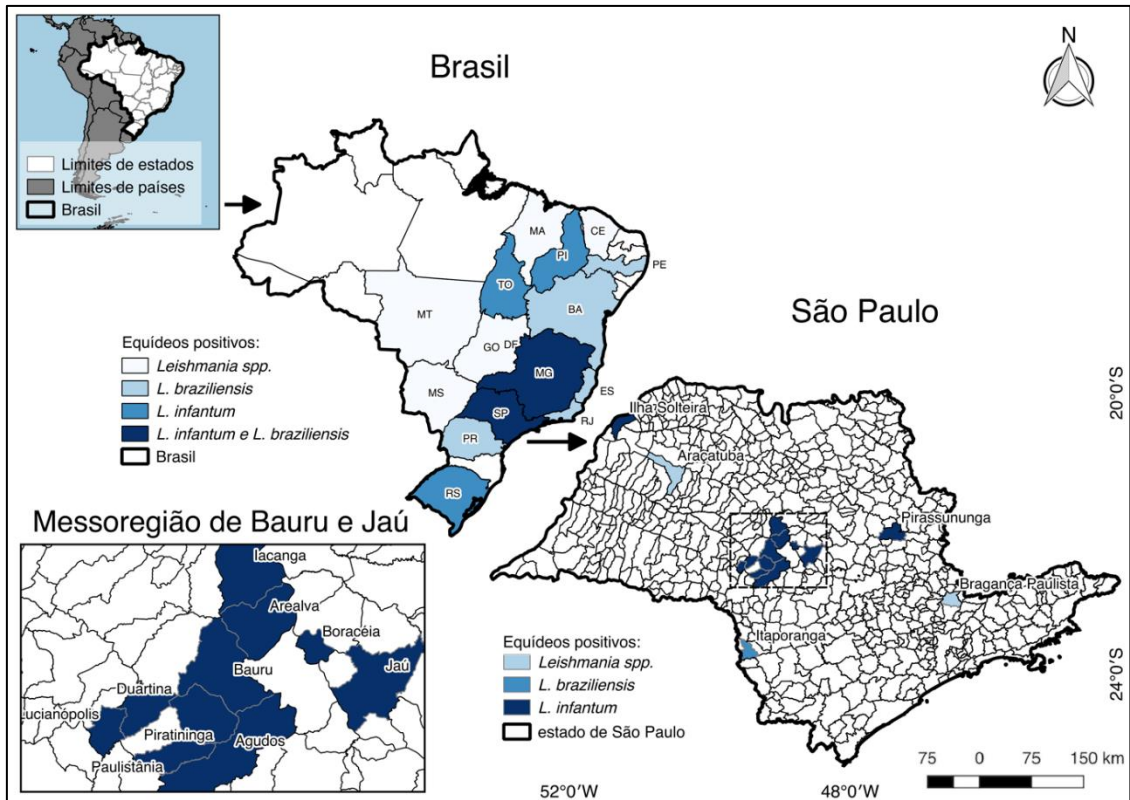 Limites de estados
Limites de países
Brasil
Brasil
N
MA
CE
PI
PE
TO
BA
MT
GO
DF
MG
MS
ES
SP
RJ
PR
RS
Equídeos positivos:
Leishmania spp.
L. braziliensis
L. infantum
L. infantum e L. braziliensis
Brasil
São Paulo
Ilha Solteira
Araçatuba
Pirassununga
Bragança Paulista
Itaporanga
20°0'S
24°0'S
Equídeos positivos:
Leishmania spp.
L. braziliensis
L. infantum
estado de São Paulo
75 0 75 150 km
52°0'W 48°0'W
Messoregião de Bauru e Jaú
Iacanga
Arealva
Boracéia
Jaú
Bauru
Duartina
Lucianópolis
Piratininga
Agudos
Paulistânia